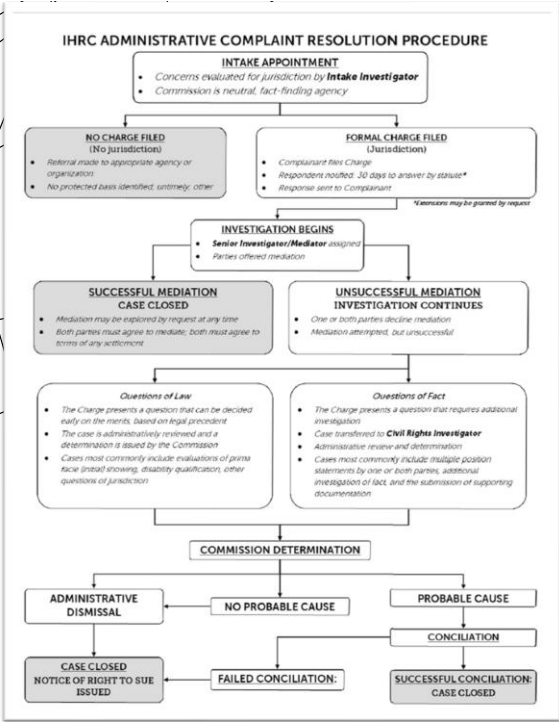 IHRC ADMINISTRATIVE COMPLAINT RESOLUTION PROCEDURE
INTAKE APPOINTMENT
• Concerns evaluated for jurisdiction by Intake Investigator
• Commission is neutral, fact-finding agency
NO CHARGE FILED
(No jurisdiction)
• Referral made to appropriate agency or
organization
• No protected basis identified; untimely; other
FORMAL CHARGE FILED
(Jurisdiction)
• Complainant files Charge
• Respondent notified: 30 days to answer by statute*
• Response sent to Complainant
*Extensions may be granted by request
INVESTIGATION BEGINS
• Senior Investigator/Mediator assigned
• Parties offered mediation
SUCCESSFUL MEDIATION
CASE CLOSED
• Mediation may be explored by request at any time
• Both parties must agree to mediate; both must agree to
terms of any settlement
UNSUCCESSFUL MEDIATION
INVESTIGATION CONTINUES
• One or both parties decline mediation
• Mediation attempted, but unsuccessful
Questions of Law
• The Charge presents a question that can be decided
early on the merits, based on legal precedent
• The case is administratively reviewed and a
determination is issued by the Commission
• Cases most commonly include evaluations of prima
facie (initial) showing, disability qualification, other
questions of jurisdiction
Questions of Fact
• The Charge presents a question that requires additional
investigation
• Case transferred to Civil Rights Investigator
• Administrative review and determination
• Cases most commonly include multiple position
statements by one or both parties, additional
investigation of fact, and the submission of supporting
documentation
COMMISSION DETERMINATION
ADMINISTRATIVE
DISMISSAL
NO PROBABLE CAUSE
PROBABLE CAUSE
CONCILIATION
CASE CLOSED
NOTICE OF RIGHT TO SUE
ISSUED
FAILED CONCILIATION:
SUCCESSFUL CONCILIATION:
CASE CLOSED